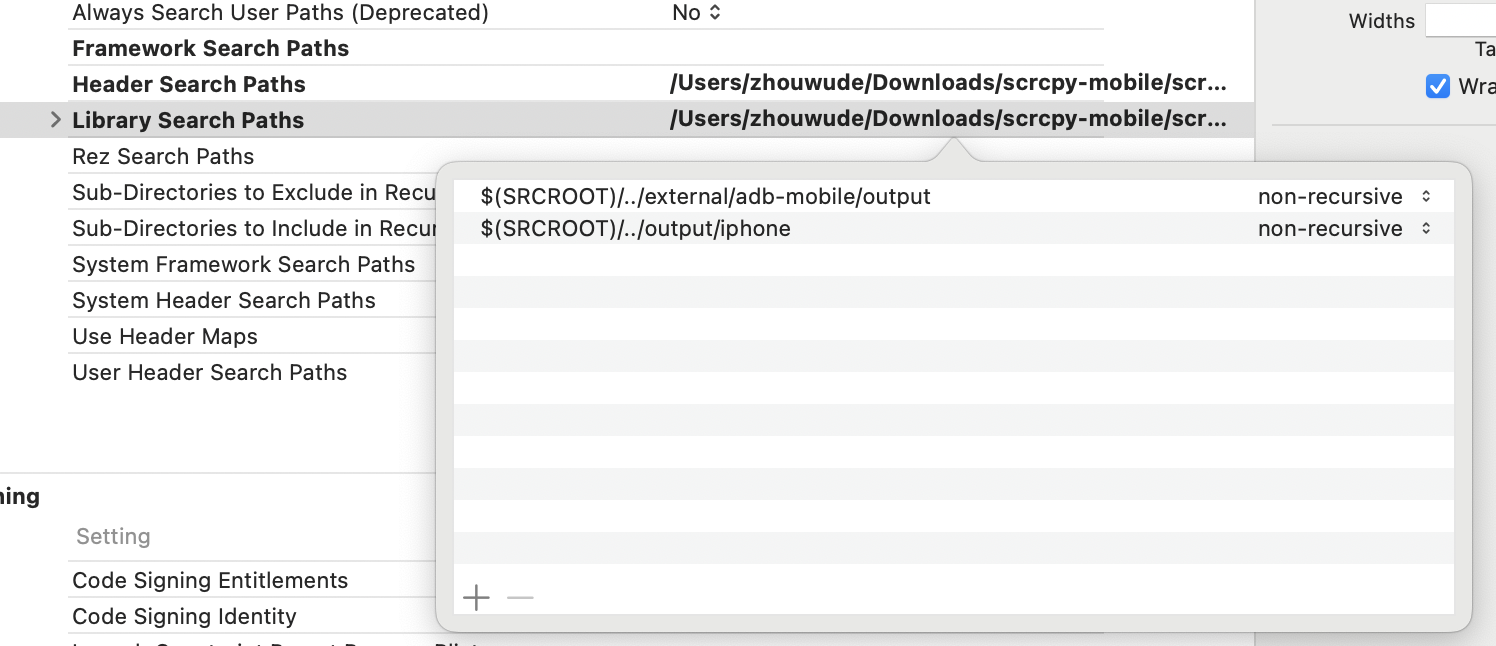 Always Search User Paths (Deprecated) No
Widths
Framework Search Paths
Ta
Header Search Paths /Users/zhouwude/Downloads/scrcpy-mobile/scr...
Wra
Library Search Paths /Users/zhouwude/Downloads/scrcpy-mobile/scr...
Rez Search Paths
Sub-Directories to Exclude in Recu
Sub-Directories to Include in Recur
System Framework Search Paths
System Header Search Paths
Use Header Maps
User Header Search Paths
$(SRCROOT)/../external/adb-mobile/output non-recursive
$(SRCROOT)/../output/iphone non-recursive
ning
Setting
Code Signing Entitlements
Code Signing Identity